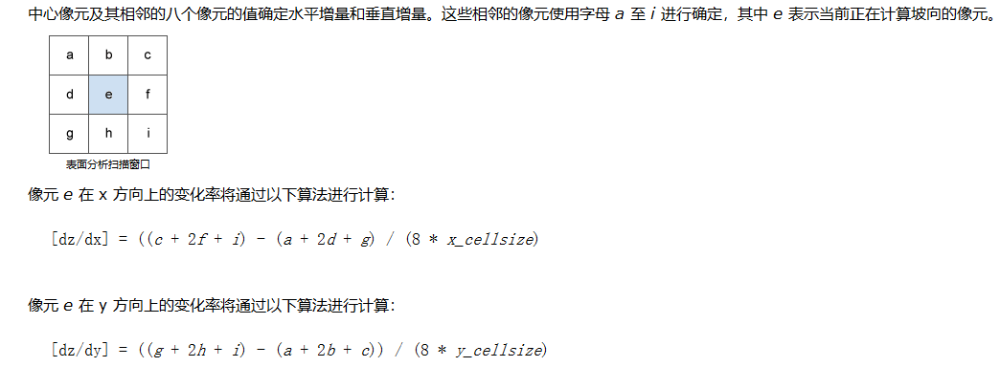 中心像元及其相邻的八个像元的值确定水平增量和垂直增量。这些相邻的像元使用字母 a 至 i 进行确定，其中 e 表示当前正在计算坡向的像元。
a b c
d e f
g h i
表面分析扫描窗口
像元 e 在 x 方向上的变化率将通过以下算法进行计算：
[dz/dx] = ((c + 2f + i) - (a + 2d + g) / (8 * x_cellsize)
像元 e 在 y 方向上的变化率将通过以下算法进行计算：
[dz/dy] = ((g + 2h + i) - (a + 2b + c)) / (8 * y_cellsize)